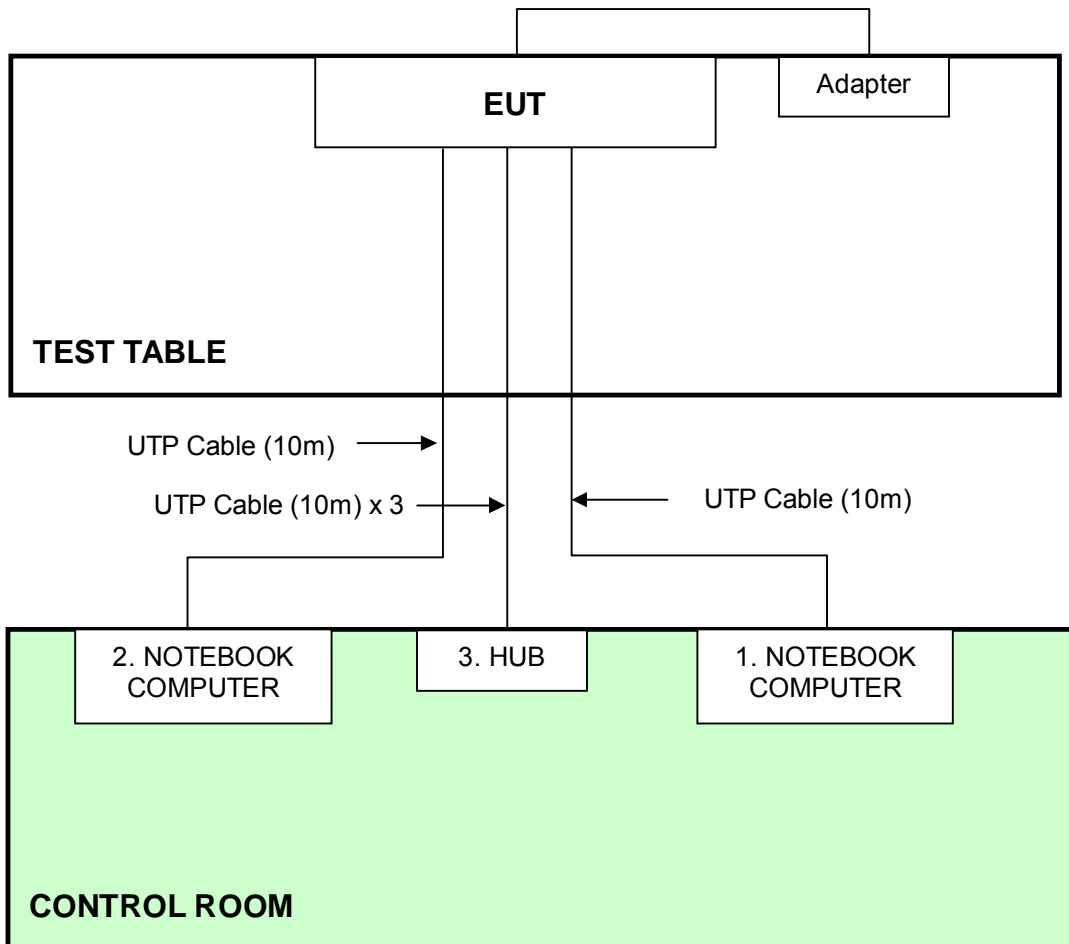 EUT
Adapter
TEST TABLE
UTP Cable (10m)
UTP Cable (10m) x 3
UTP Cable (10m)
2. NOTEBOOK
COMPUTER
3. HUB
1. NOTEBOOK
COMPUTER
CONTROL ROOM